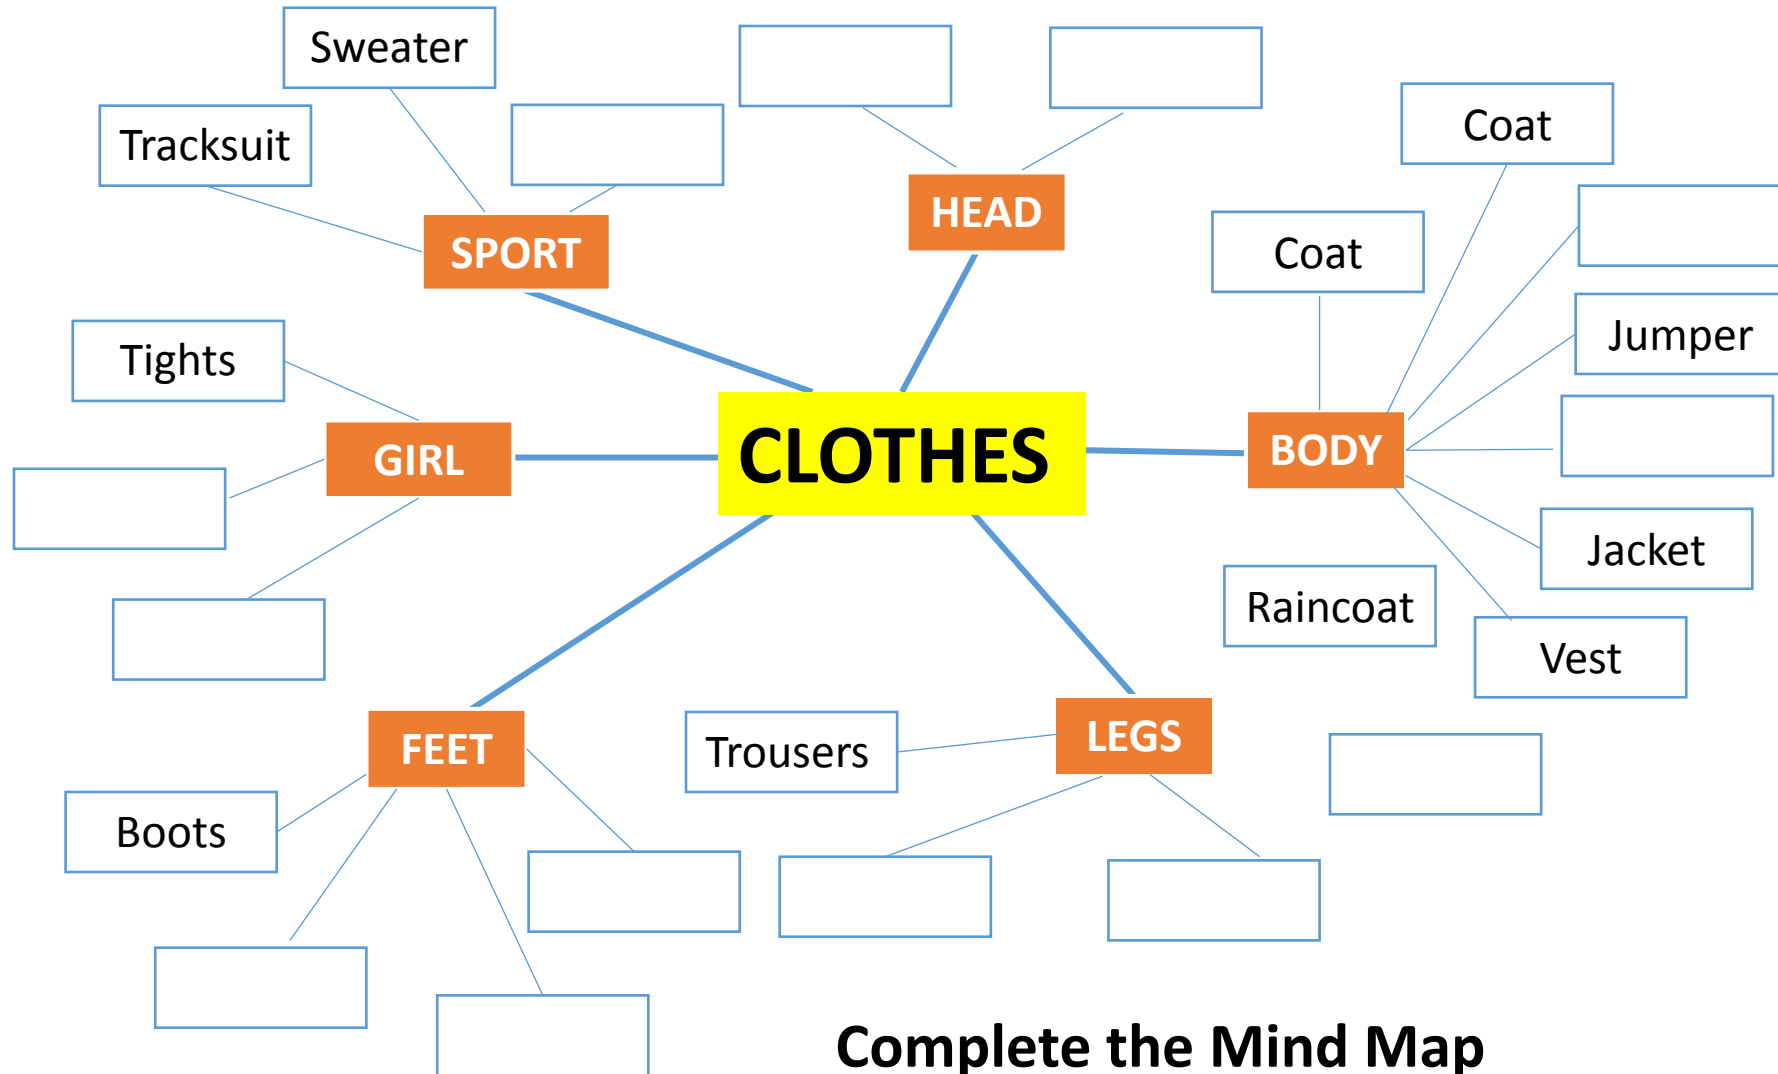 Sweater
Tracksuit
Coat
HEAD
SPORT
Coat
Jumper
Tights
CLOTHES
BODY
GIRL
Jacket
Raincoat
Vest
FEET
LEGS
Trousers
Boots
Complete the Mind Map